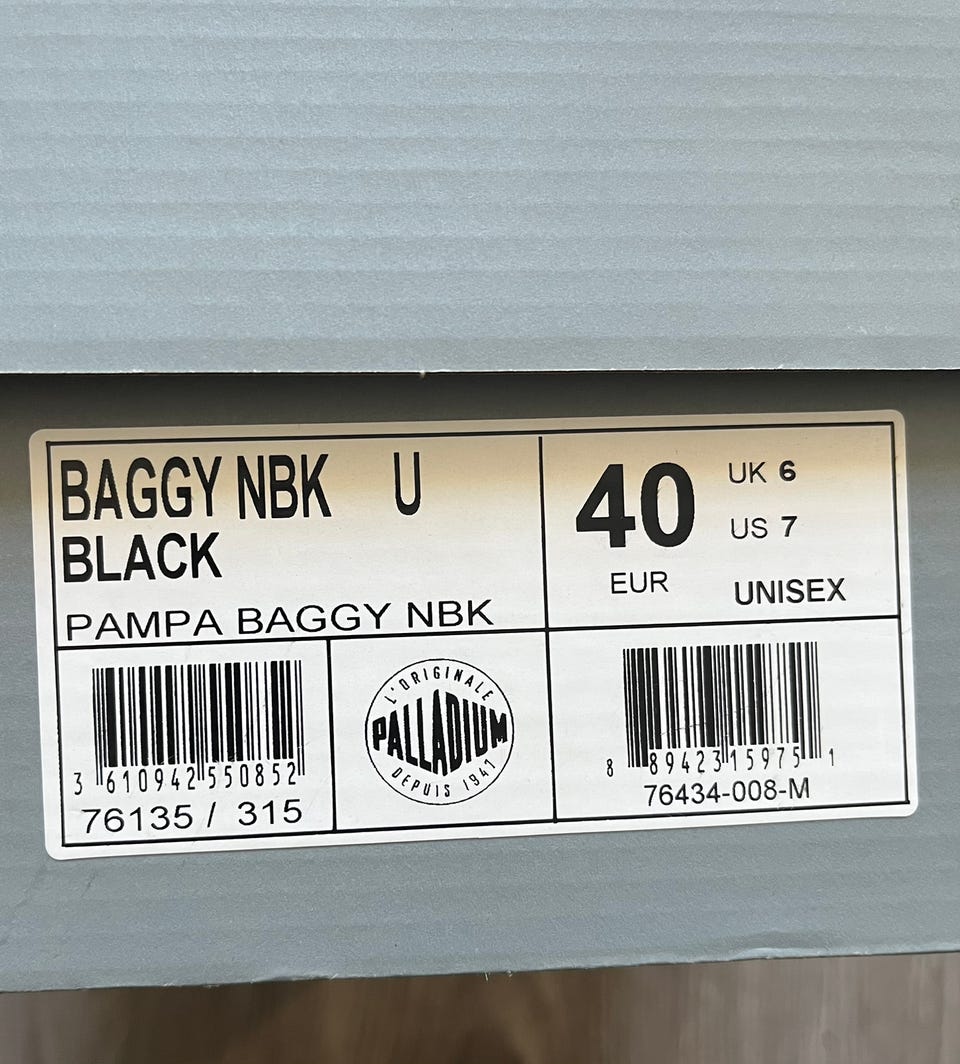 BAGGY NBK U
BLACK
PAMPA BAGGY NBK
40
EUR
UK 6
US 7
UNISEX
3 610942 550852
76135 / 315
L'ORIGINALE
PALLADIUM
DEPUIS 1947
8 89423 15975 1
76434-008-M